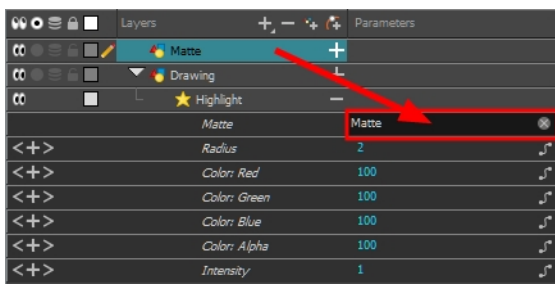 Layers Parameters
Matte
Drawing
Highlight
Matte Matte
Radius 2
Color: Red 100
Color: Green 100
Color: Blue 100
Color: Alpha 100
Intensity 1